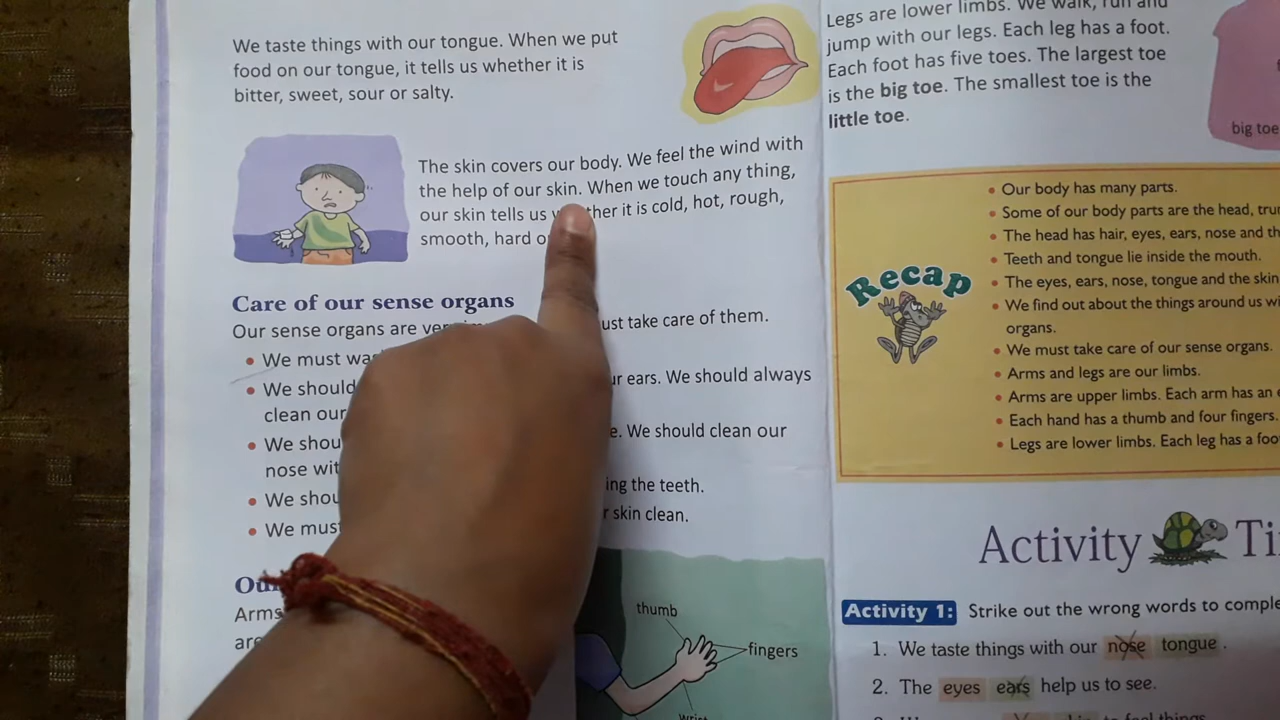 We taste things with our tongue. When we put
food on our tongue, it tells us whether it is
bitter, sweet, sour or salty.
The skin covers our body. We feel the wind with
the help of our skin. When we touch any thing,
our skin tells us it is cold, hot, rough,
smooth, hard
Care of our sense organs
Our sense organs are must take care of them.
We must
We should ears. We should always
clean our
We should clean our
nose
ing the teeth.
We must skin clean.
Arms
are
thumb
fingers
wrist
Legs are lower limbs. We walk, run and
jump with our legs. Each leg has a foot.
Each foot has five toes. The largest toe
is the big toe. The smallest toe is the
little toe.
big toe
Recap
Our body has many parts.
Some of our body parts are the head,
The head has hair, eyes, ears, nose and
Teeth and tongue lie inside the mouth.
The eyes, ears, nose, tongue and the skin
We find out about the things around us
organs.
We must take care of our sense organs.
Arms and legs are our limbs.
Arms are upper limbs. Each arm has an
Each hand has a thumb and four fingers.
Legs are lower limbs. Each leg has a
Activity
Activity 1: Strike out the wrong words to
1. We taste things with our nose tongue .
2. The eyes ears help us to see.